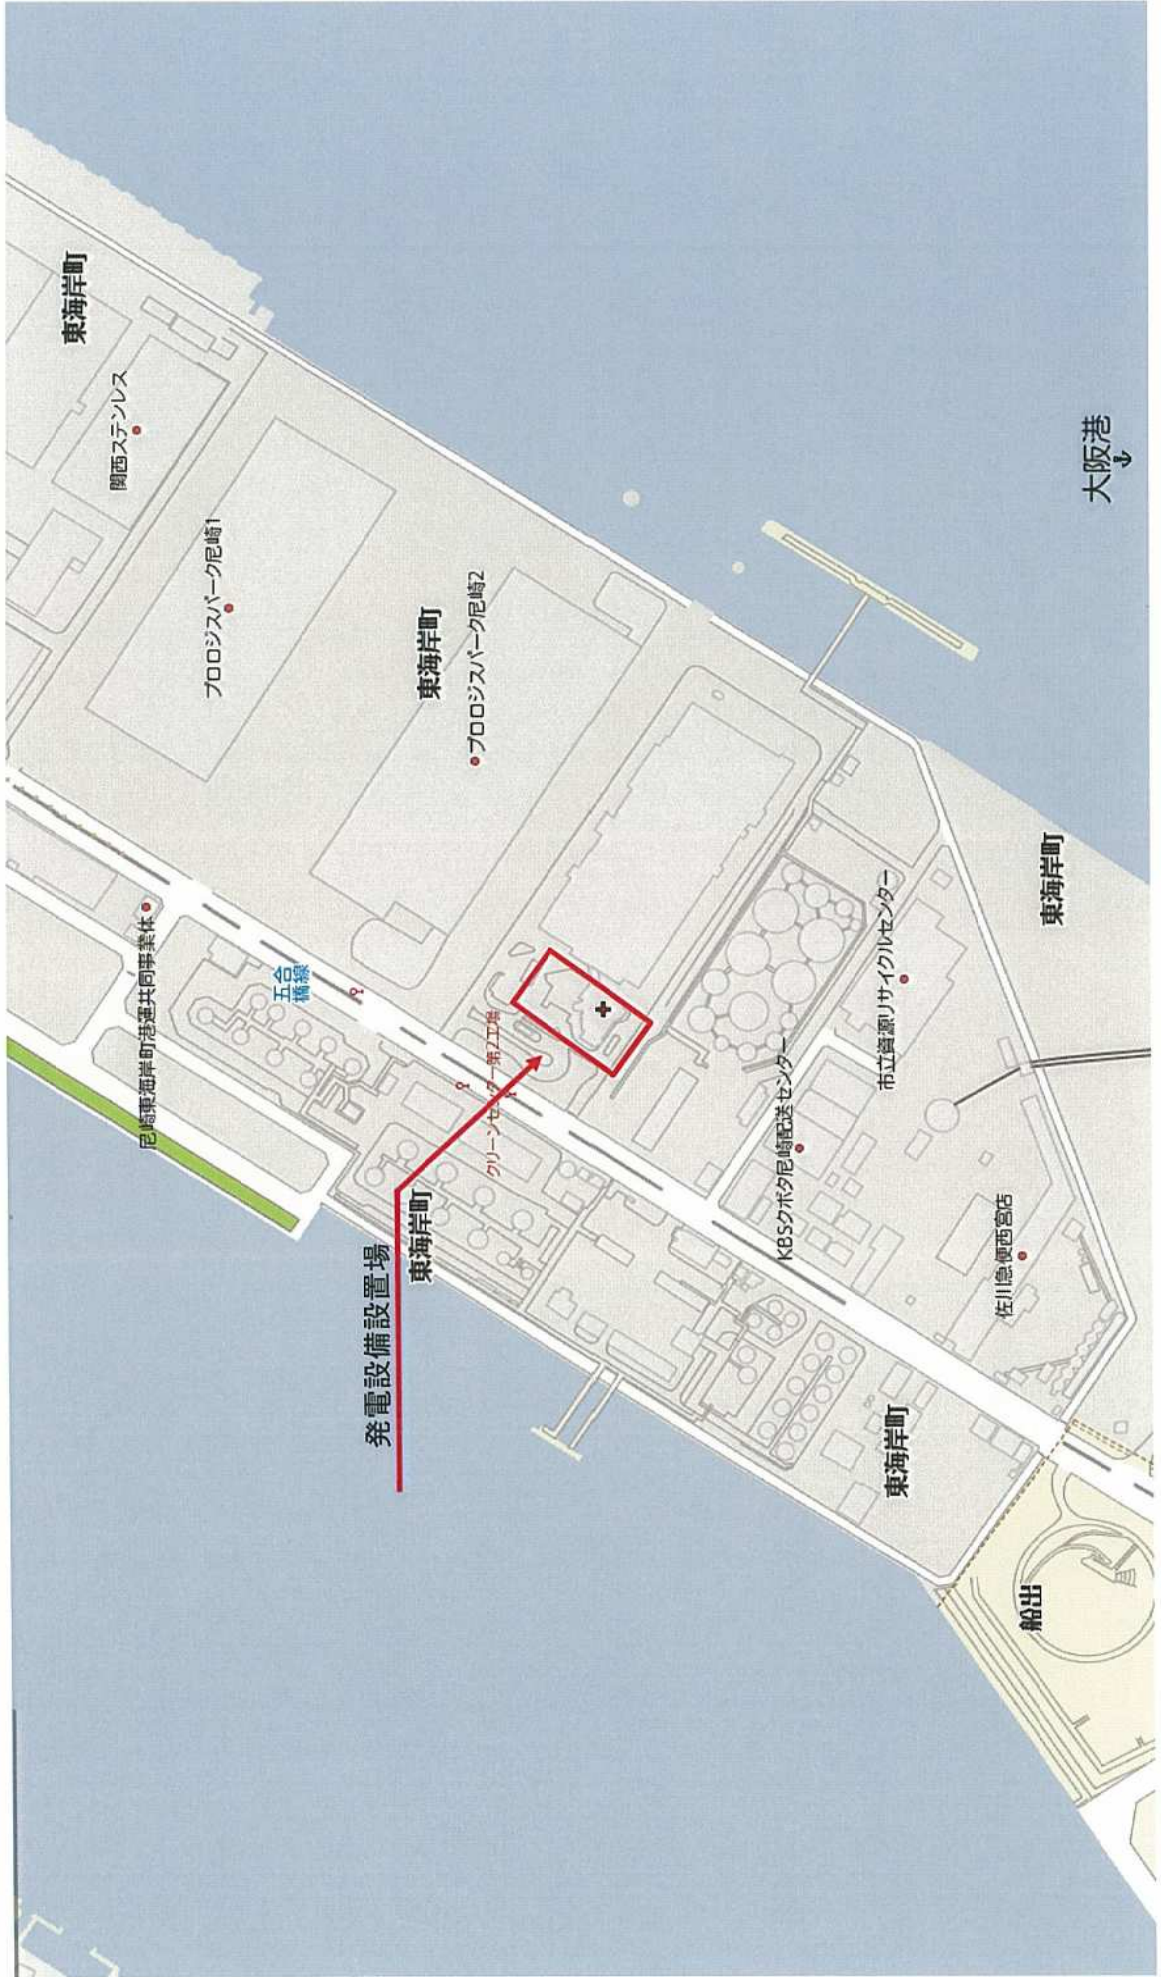 東海岸町
関西ステンレス
プロロジスパーク尼崎1
東海岸町
プロロジスパーク尼崎2
大阪港
尼崎東海岸町港運共同事業体
五合
橋線
クリーンセンター第2工場
発電設備設置場
東海岸町
KBSクボタ尼崎配送センター
市立資源リサイクルセンター
東海岸町
佐川急便西宮店
東海岸町
船出